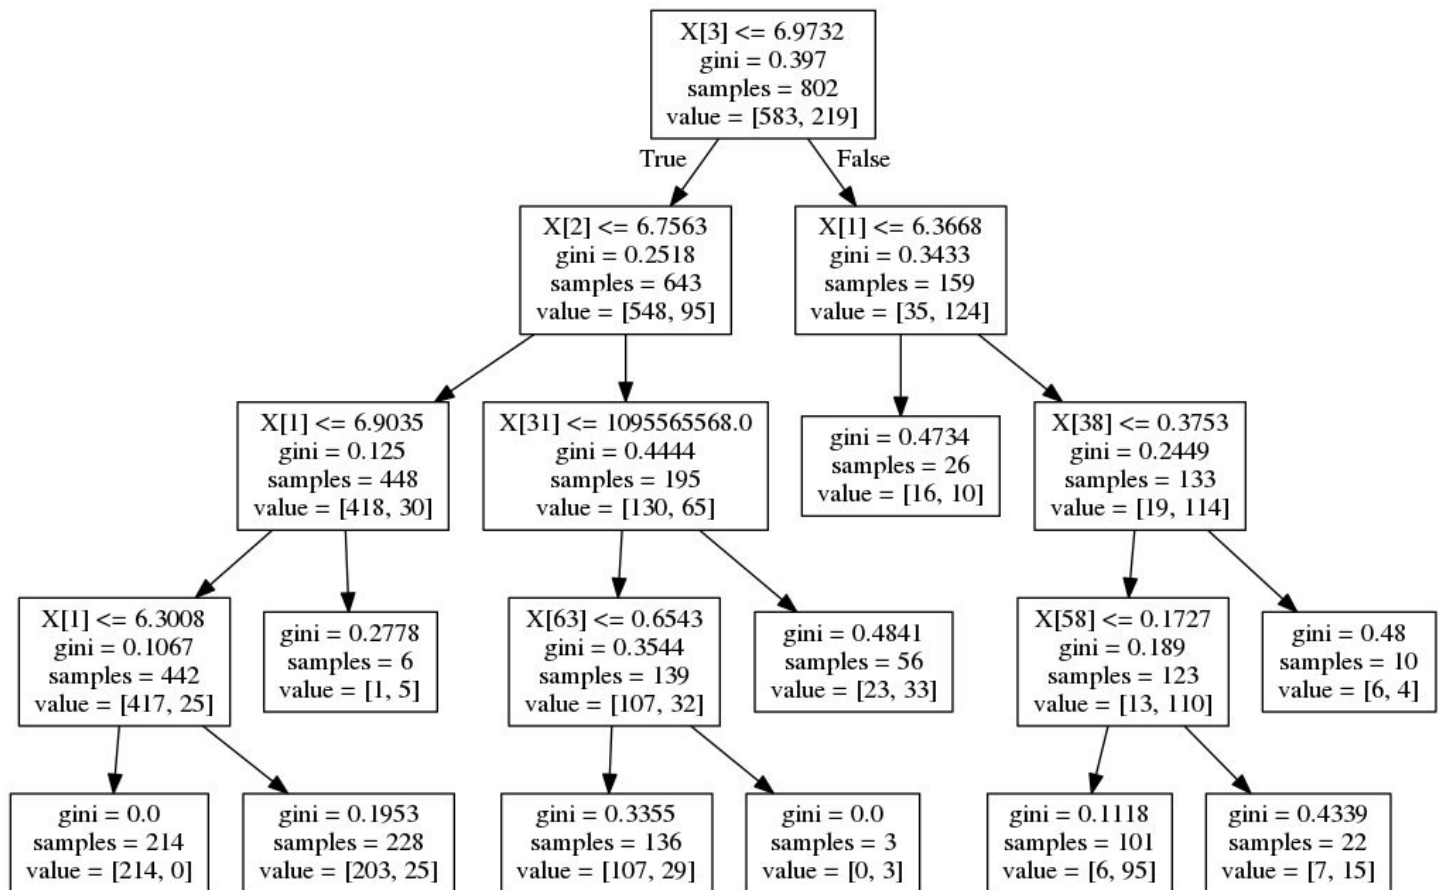 X[3] <= 6.9732
gini = 0.397
samples = 802
value = [583, 219]
True
False
X[2] <= 6.7563
gini = 0.2518
samples = 643
value = [548, 95]
X[1] <= 6.3668
gini = 0.3433
samples = 159
value = [35, 124]
X[1] <= 6.9035
gini = 0.125
samples = 448
value = [418, 30]
X[31] <= 1095565568.0
gini = 0.4444
samples = 195
value = [130, 65]
gini = 0.4734
samples = 26
value = [16, 10]
X[38] <= 0.3753
gini = 0.2449
samples = 133
value = [19, 114]
X[1] <= 6.3008
gini = 0.1067
samples = 442
value = [417, 25]
gini = 0.2778
samples = 6
value = [1, 5]
X[63] <= 0.6543
gini = 0.3544
samples = 139
value = [107, 32]
gini = 0.4841
samples = 56
value = [23, 33]
X[58] <= 0.1727
gini = 0.189
samples = 123
value = [13, 110]
gini = 0.48
samples = 10
value = [6, 4]
gini = 0.0
samples = 214
value = [214, 0]
gini = 0.1953
samples = 228
value = [203, 25]
gini = 0.3355
samples = 136
value = [107, 29]
gini = 0.0
samples = 3
value = [0, 3]
gini = 0.1118
samples = 101
value = [6, 95]
gini = 0.4339
samples = 22
value = [7, 15]